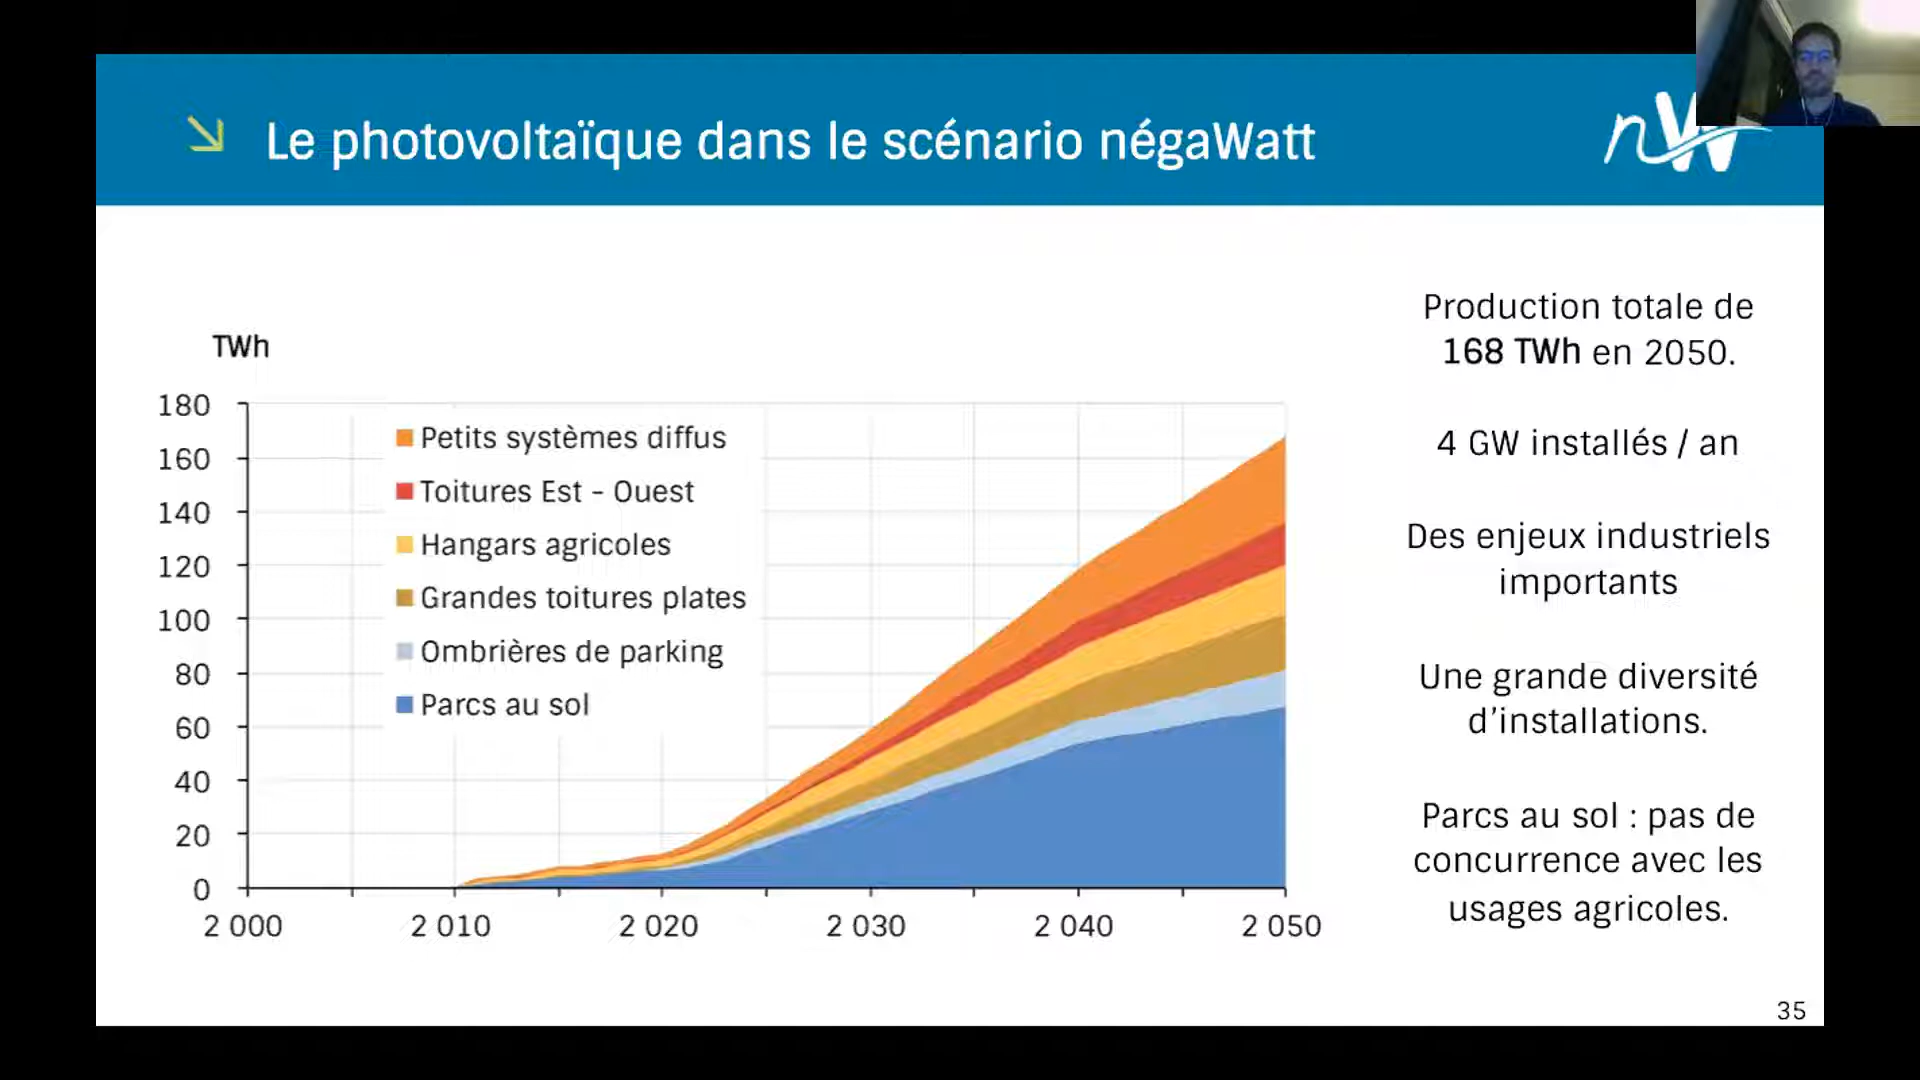 Le photovoltaïque dans le scénario négaWatt
nW
TWh
180
160
140
120
100
80
60
40
20
0
2 000
2 010
2 020
2 030
2 040
2 050
Petits systèmes diffus
Toitures Est - Ouest
Hangars agricoles
Grandes toitures plates
Ombrières de parking
Parcs au sol
Production totale de
168 TWh en 2050.
4 GW installés / an
Des enjeux industriels
importants
Une grande diversité
d’installations.
Parcs au sol : pas de
concurrence avec les
usages agricoles.
35